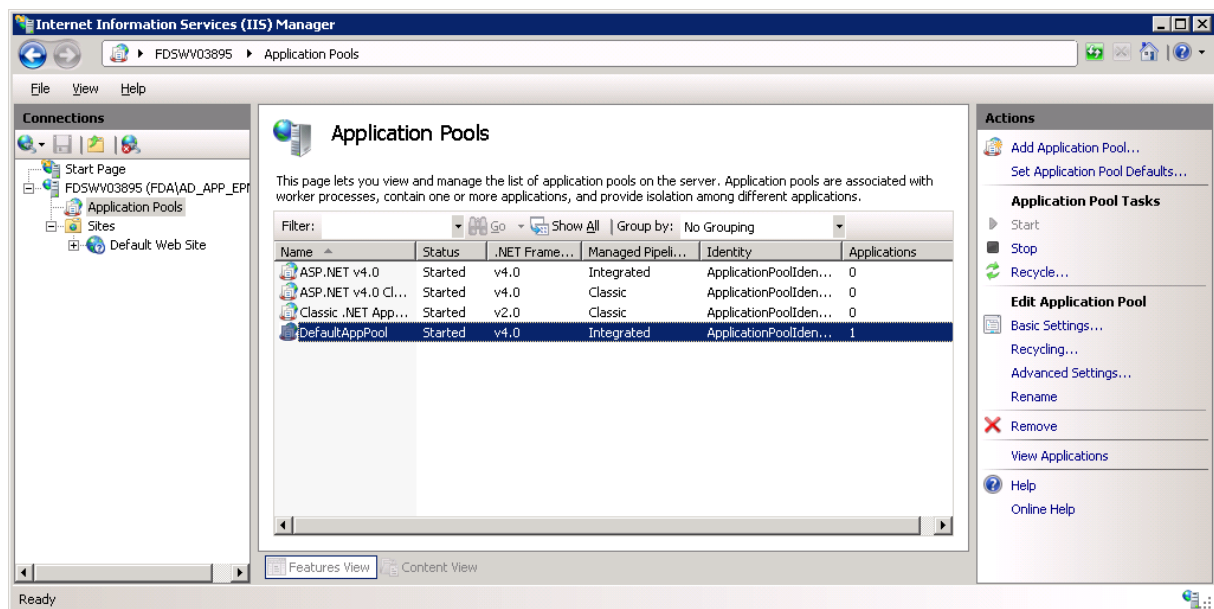 Internet Information Services (IIS) Manager
FDSWV03895 Application Pools
File View Help
Connections
Start Page
FDSWV03895 (FDA\AD_APP_EPI
Application Pools
Sites
Default Web Site
Application Pools
This page lets you view and manage the list of application pools on the server. Application pools are associated with
worker processes, contain one or more applications, and provide isolation among different applications.
Filter: Go Show All Group by: No Grouping
Name Status .NET Frame... Managed Pipeli... Identity Applications
ASP.NET v4.0 Started v4.0 Integrated ApplicationPoolIden... 0
ASP.NET v4.0 Cl... Started v4.0 Classic ApplicationPoolIden... 0
Classic .NET App... Started v2.0 Classic ApplicationPoolIden... 0
DefaultAppPool Started v4.0 Integrated ApplicationPoolIden... 1
Features View Content View
Actions
Add Application Pool...
Set Application Pool Defaults...
Application Pool Tasks
Start
Stop
Recycle...
Edit Application Pool
Basic Settings...
Recycling...
Advanced Settings...
Rename
Remove
View Applications
Help
Online Help
Ready